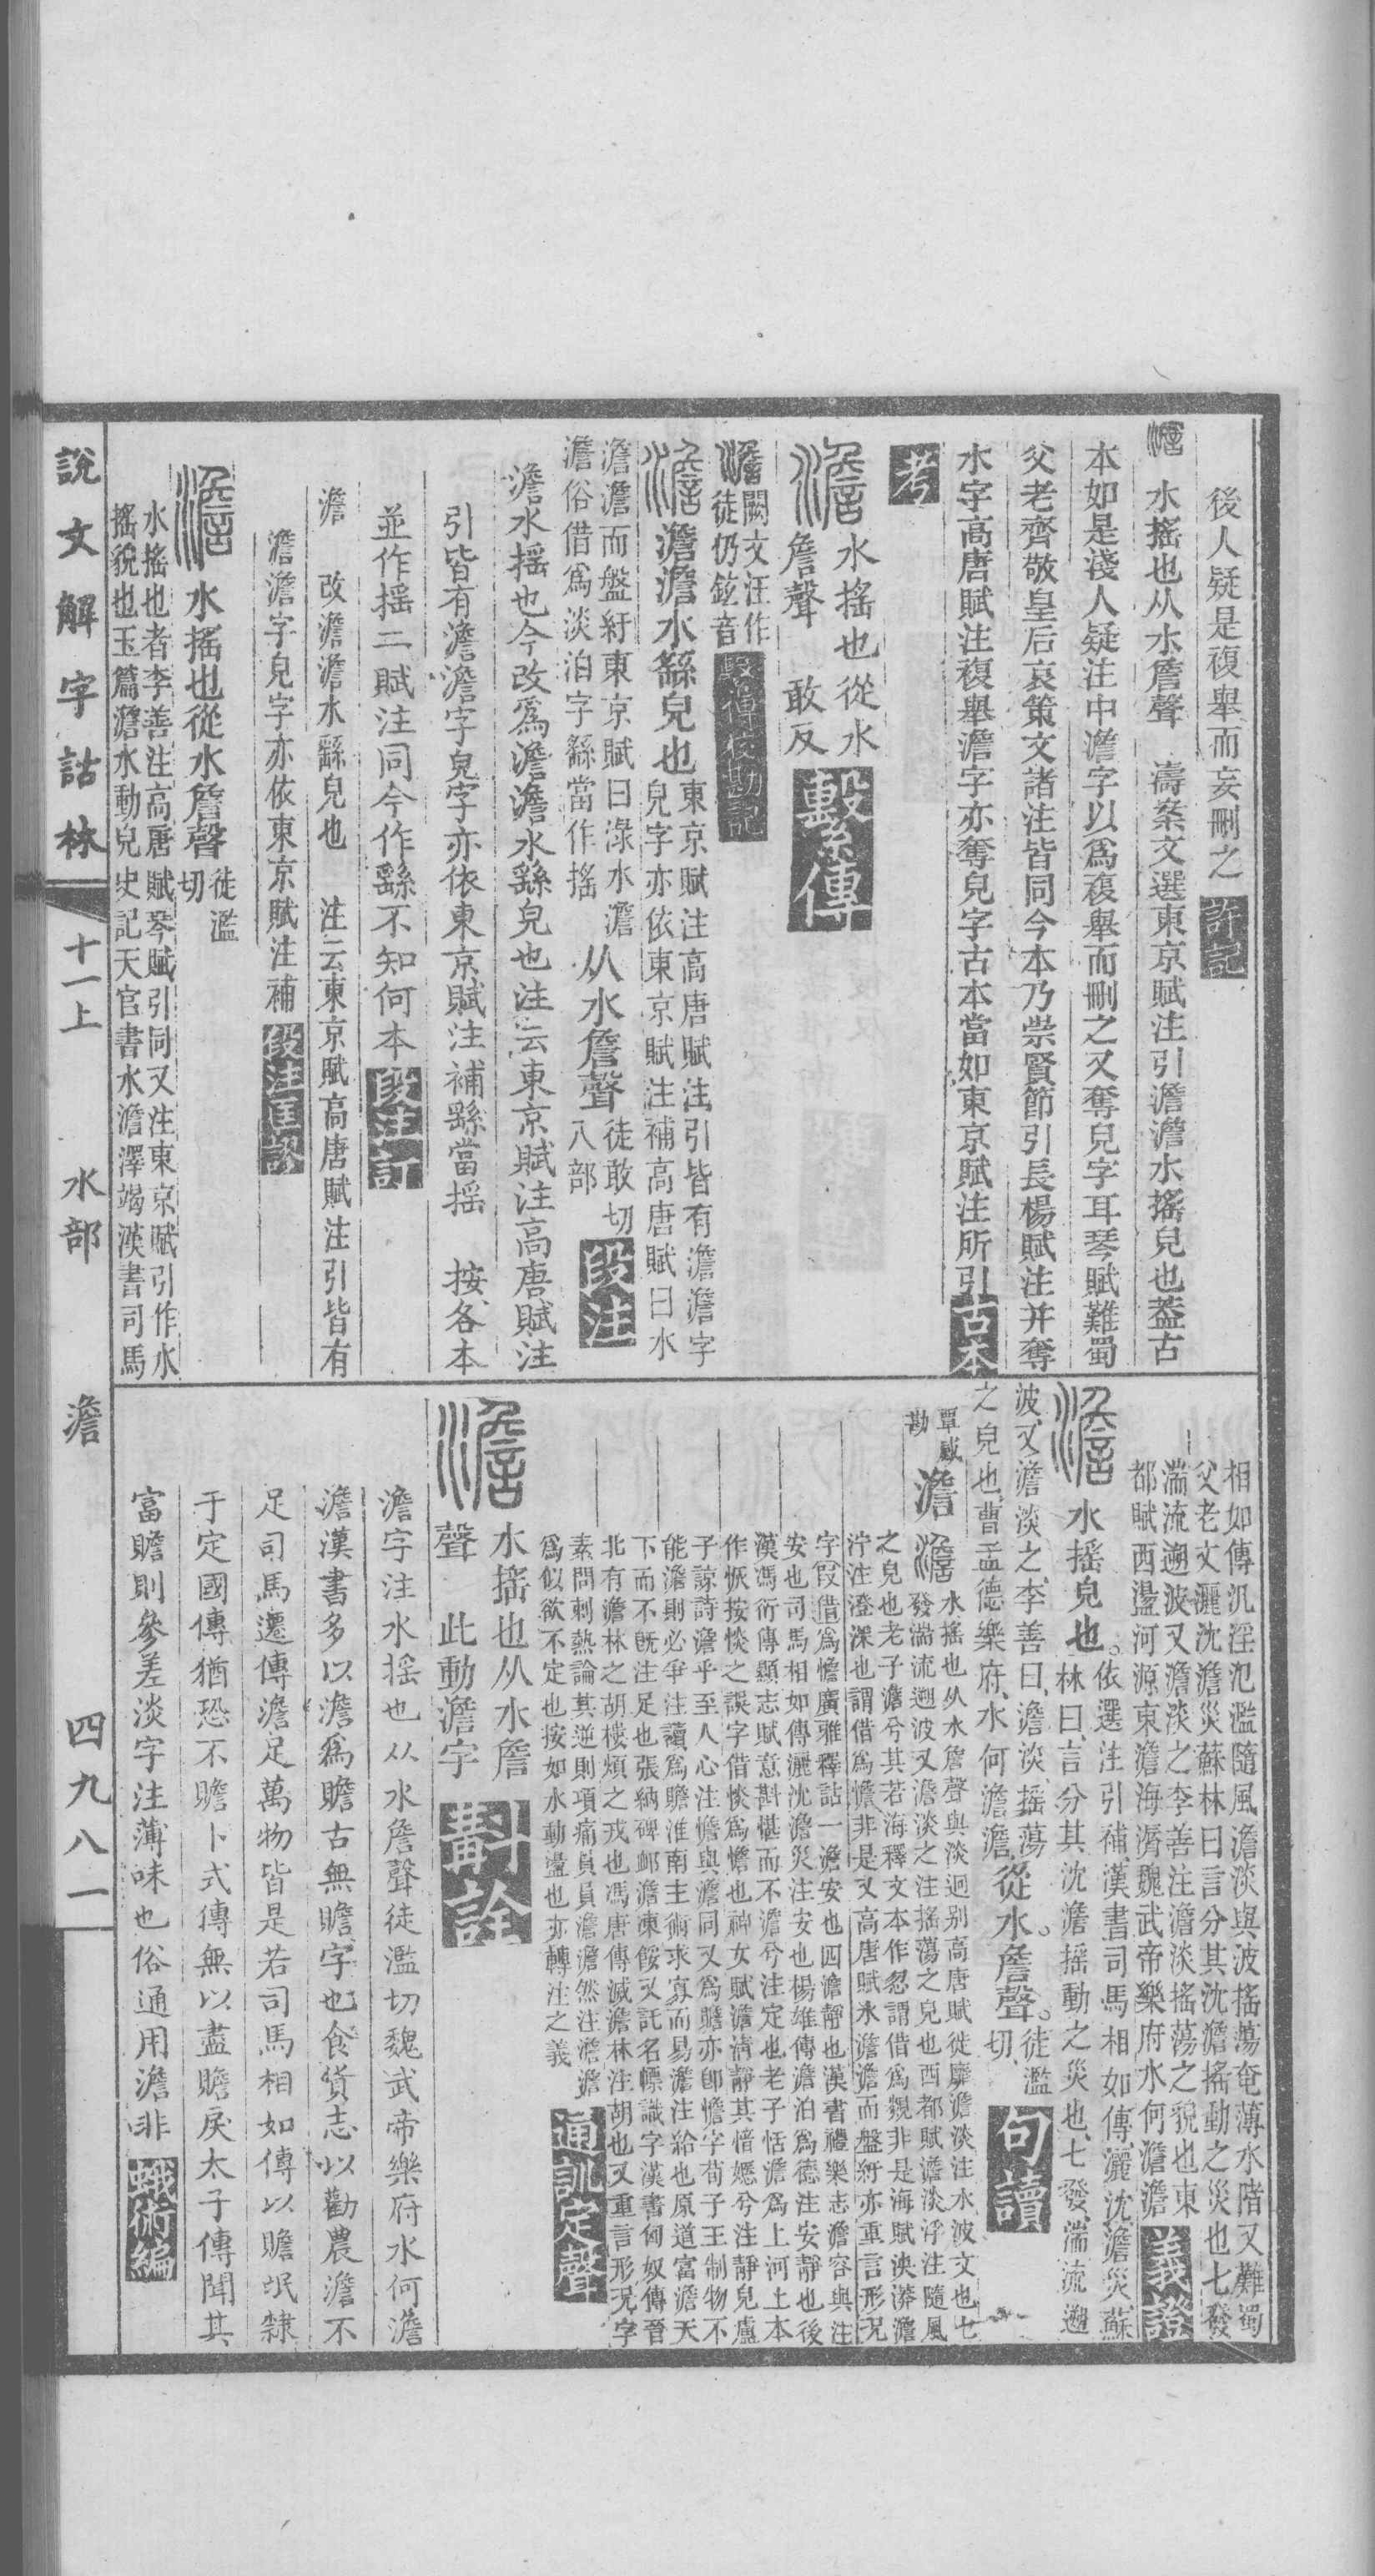 後人疑是複舉而妄刪之 許記
澹 水搖也从水詹聲 濤案文選東京賦注引澹澹水搖皃也蓋古
本如是淺人疑注中澹字以爲複舉而刪之又奪皃字耳琴賦難蜀
父老齊敬皇后哀策文諸注皆同今本乃崇賢節引長楊賦注并奪
水字高唐賦注複舉澹字亦奪皃字古本當如東京賦注所引 古本
考
澹 水搖也從水
詹聲 敢反 繫傳
澹 闕文汪作
徒仍鉉音 繫傳校勘記
澹 澹澹水繇皃也 東京賦注高唐賦注引皆有澹澹字
皃字亦依東京賦注補高唐賦曰水
澹澹而盤紆東京賦曰淥水澹
澹俗借爲淡泊字繇當作搖 从水詹聲 徒敢切
八部 段注
澹水摇也今改爲澹澹水繇皃也注云東京賦注高唐賦注
引皆有澹澹字皃字亦依東京賦注補繇當摇 按各本
並作摇二賦注同今作繇不知何本 段注訂
澹 改澹澹水繇皃也 注云東京賦高唐賦注引皆有
澹澹字皃字亦依東京賦注補 段注匡謬
澹 水搖也從水詹聲 徒濫
切
水搖也者李善注高唐賦琴賦引同又注東京賦引作水
搖貌也玉篇澹水動皃史記天官書水澹澤竭漢書司馬
相如傳汎淫氾濫隨風澹淡與波搖蕩奄薄水陼又難蜀
父老文灑沈澹災蘇林曰言分其沈澹搖動之災也七發
湍流遡波又澹淡之李善注澹淡搖蕩之貌也東
都賦西盪河源東澹海濱魏武帝樂府水何澹澹 義證
澹 水摇皃也。依選注引補、漢書司馬相如傳、灑沈澹災、蘇
林曰、言分其沈澹摇動之災也、七發、湍流遡
波、又澹淡之、李善曰、澹淡、摇蕩
之皃也、曹孟德樂府、水何澹澹、 從水。詹聲。徒濫
切、 句讀
覃感
勘
澹 澹 水搖也从水詹聲與淡迥别高唐賦徙靡澹淡注水波文也七
發湍流遡波又澹淡之注搖蕩之皃也西都賦澹淡浮注隨風
之皃也老子澹兮其若海釋文本作忽謂借爲覢非是海賦泱漭澹
泞注澄深也謂借爲憺非是又高唐賦水澹澹而盤紆亦重言形況
字叚借爲憺廣雅釋詁一澹安也四澹靜也漢書禮樂志澹容與注
安也司馬相如傳灑沈澹災注安也楊雄傳澹泊爲德注安靜也後
漢馮衍傳顯志賦意斟愖而不澹兮注定也老子恬澹爲上河上本
作恢按惔之誤字借惔爲憺也神女賦澹清靜其愔嫕兮注靜皃盧
子諒詩澹乎至人心注憺與澹同又爲贍亦卽憺字荀子王制物不
能澹則必爭注讀爲贍淮南主術求寡而易澹注給也原道富澹天
下而不旣注足也張納碑卹澹凍餒又託名幖識字漢書匈奴傳晉
北有澹林之胡樓煩之戎也馮唐傳滅澹林注胡也又重言形況字
素問刺熱論其逆則項痛員員澹澹然注澹澹
爲似欲不定也按如水動盪也亦轉注之義 通訓定聲
澹 水摇也从水詹
聲 此動澹字 斠詮
澹字注水摇也从水詹聲徒濫切魏武帝樂府水何澹
澹漢書多以澹爲贍古無贍字也食貨志以勸農澹不
足司馬遷傳澹足萬物皆是若司馬相如傳以贍氓隸
于定國傳猶恐不贍卜式傳無以盡贍戾太子傳聞其
富贍則參差淡字注薄味也俗通用澹非 蛾術編
說文解字詁林 十一上 水部 澹 四九八一